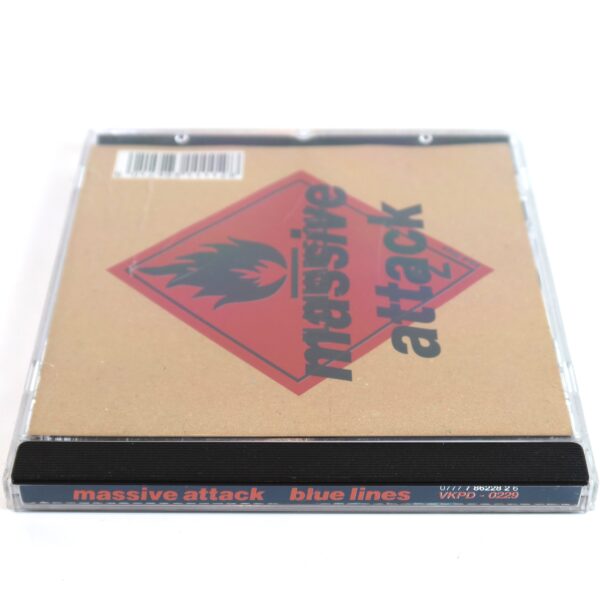 massive
attack
massive attack blue lines
0777 7 86228 2 6
VKPD - 0229